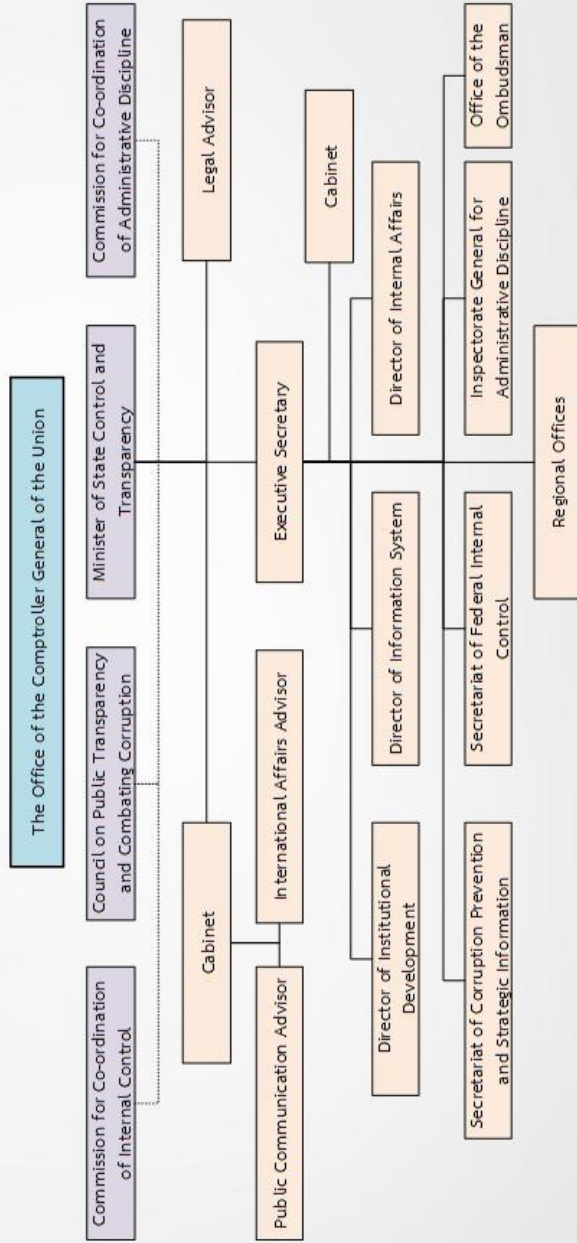 The Office of the Comptroller General of the Union
Commission for Co-ordination
of Internal Control
Council on Public Transparency
and Combating Corruption
Minister of State Control and
Transparency
Commission for Co-ordination
of Administrative Discipline
Cabinet
Legal Advisor
Public Communication Advisor
International Affairs Advisor
Executive Secretary
Cabinet
Director of Institutional
Development
Director of Information System
Director of Internal Affairs
Secretariat of Corruption Prevention
and Strategic Information
Secretariat of Federal Internal
Control
Inspectorate General for
Administrative Discipline
Office of the
Ombudsman
Regional Offices